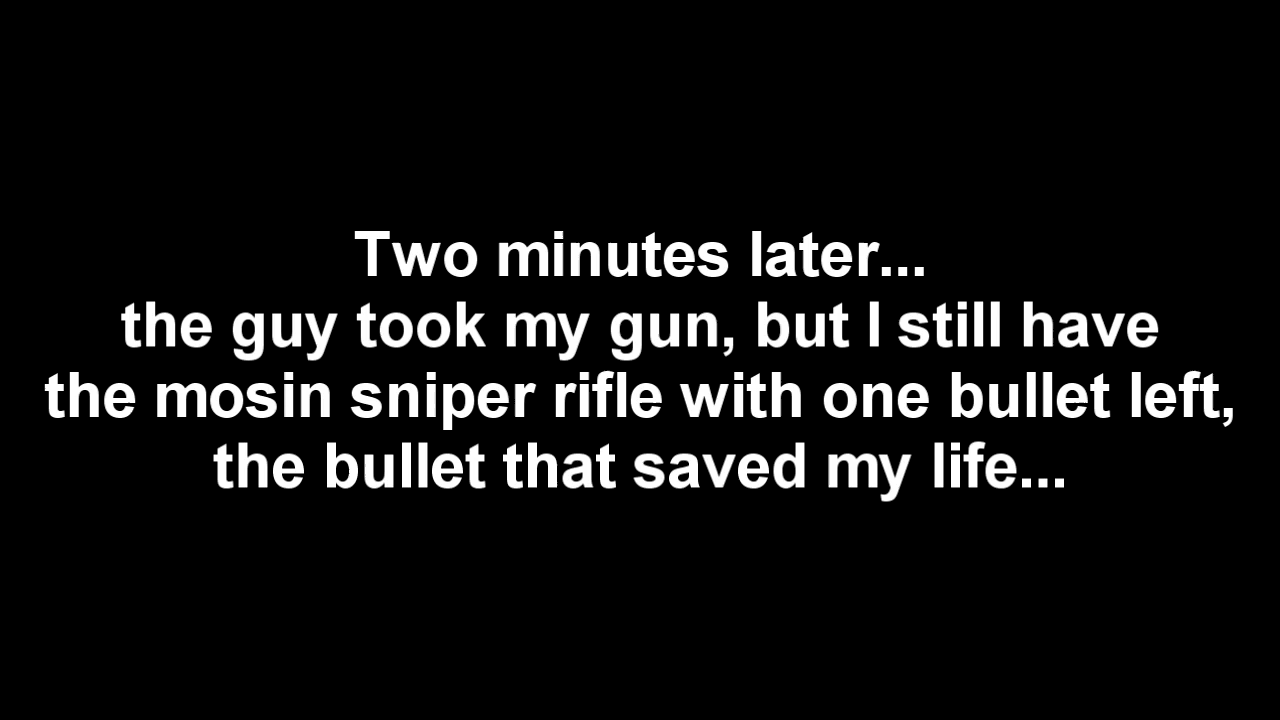 Two minutes later...
the guy took my gun, but I still have
the mosin sniper rifle with one bullet left,
the bullet that saved my life...